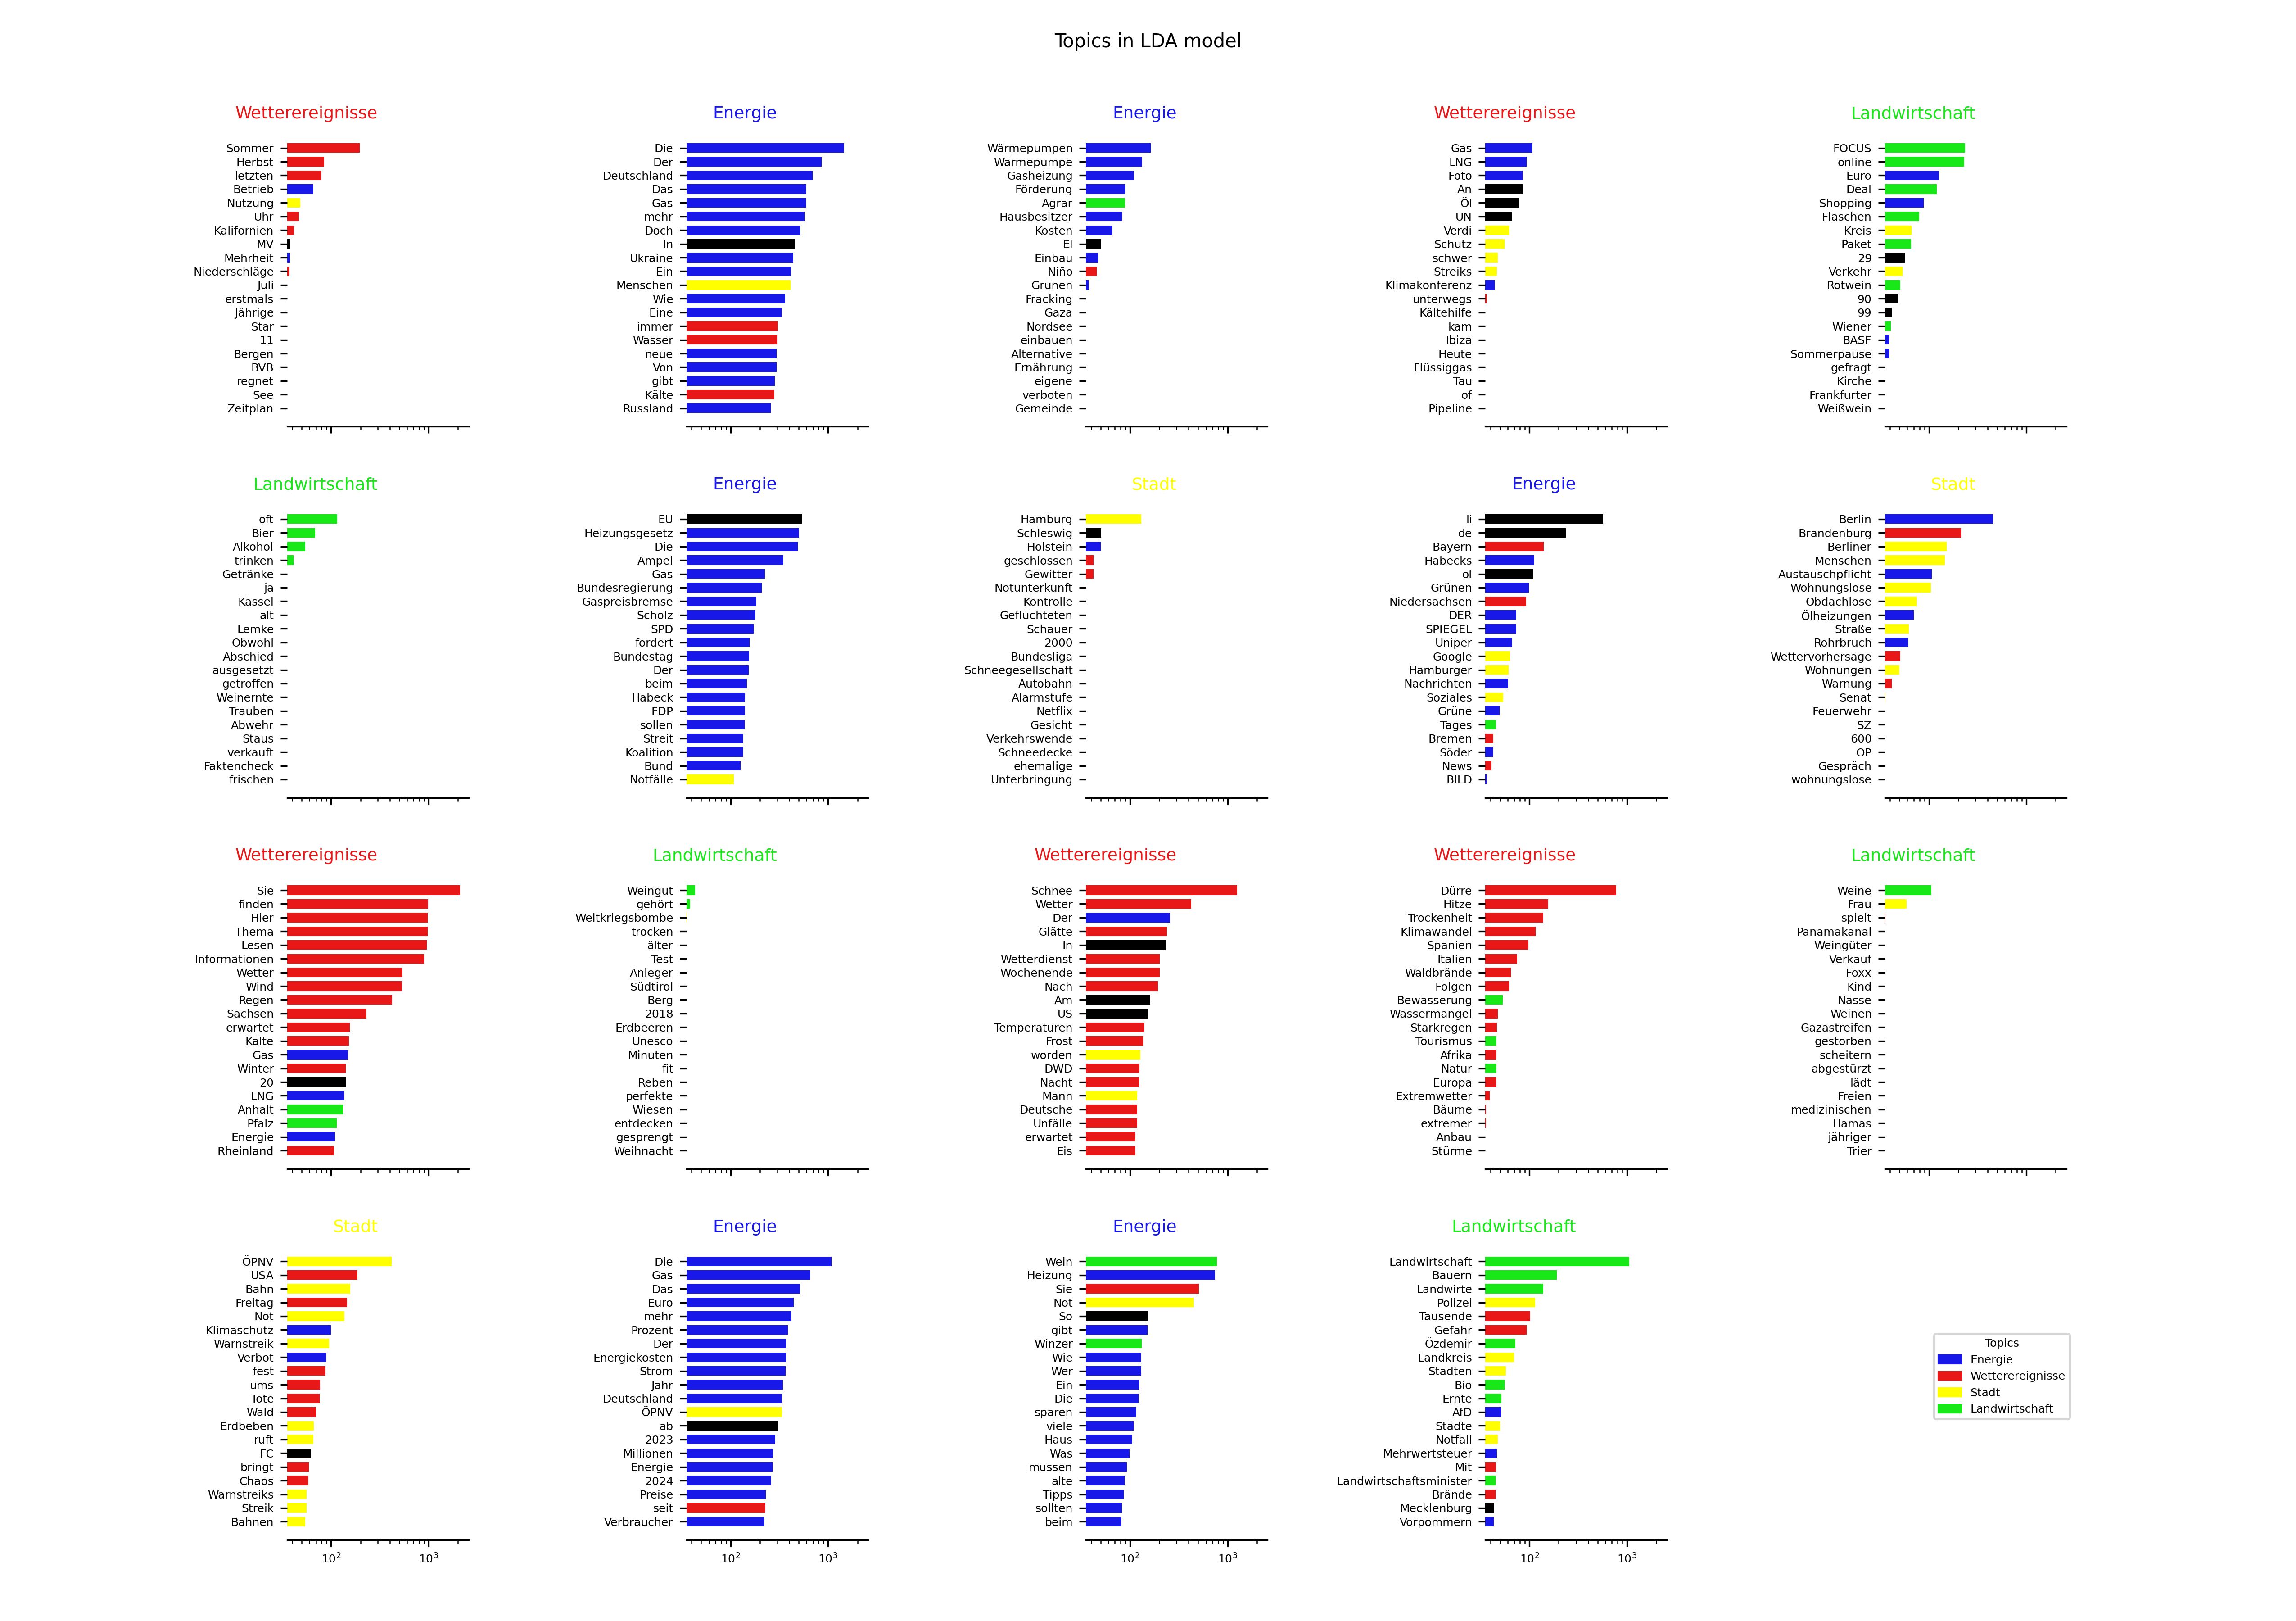 Topics in LDA model
Wetterereignisse
Sommer
Herbst
letzten
Betrieb
Nutzung
Uhr
Kalifornien
MV
Mehrheit
Niederschläge
Juli
erstmals
Jährige
Star
11
Bergen
BVB
regnet
See
Zeitplan
Energie
Die
Der
Deutschland
Das
Gas
mehr
Doch
In
Ukraine
Ein
Menschen
Wie
Eine
immer
Wasser
neue
Von
gibt
Kälte
Russland
Energie
Wärmepumpen
Wärmepumpe
Gasheizung
Förderung
Agrar
Hausbesitzer
Kosten
El
Einbau
Niño
Grünen
Fracking
Gaza
Nordsee
einbauen
Alternative
Ernährung
eigene
verboten
Gemeinde
Wetterereignisse
Gas
LNG
Foto
An
Öl
UN
Verdi
Schutz
schwer
Streiks
Klimakonferenz
unterwegs
Kältehilfe
kam
Ibiza
Heute
Flüssiggas
Tau
of
Pipeline
Landwirtschaft
FOCUS
online
Euro
Deal
Shopping
Flaschen
Kreis
Paket
29
Verkehr
Rotwein
90
99
Wiener
BASF
Sommerpause
gefragt
Kirche
Frankfurter
Weißwein
Landwirtschaft
oft
Bier
Alkohol
trinken
Getränke
ja
Kassel
alt
Lemke
Obwohl
Abschied
ausgesetzt
getroffen
Weinernte
Trauben
Abwehr
Staus
verkauft
Faktencheck
frischen
Energie
EU
Heizungsgesetz
Die
Ampel
Gas
Bundesregierung
Gaspreisbremse
Scholz
SPD
fordert
Bundestag
Der
beim
Habeck
FDP
sollen
Streit
Koalition
Bund
Notfälle
Stadt
Hamburg
Schleswig
Holstein
geschlossen
Gewitter
Notunterkunft
Kontrolle
Geflüchteten
Schauer
2000
Bundesliga
Schneegesellschaft
Autobahn
Alarmstufe
Netflix
Gesicht
Verkehrswende
Schneedecke
ehemalige
Unterbringung
Energie
li
de
Bayern
Habecks
ol
Grünen
Niedersachsen
DER
SPIEGEL
Uniper
Google
Hamburger
Nachrichten
Soziales
Grüne
Tages
Bremen
Söder
News
BILD
Stadt
Berlin
Brandenburg
Berliner
Menschen
Austauschpflicht
Wohnungslose
Obdachlose
Ölheizungen
Straße
Rohrbruch
Wettervorhersage
Wohnungen
Warnung
Senat
Feuerwehr
SZ
600
OP
Gespräch
wohnungslose
Wetterereignisse
Sie
finden
Hier
Thema
Lesen
Informationen
Wetter
Wind
Regen
Sachsen
erwartet
Kälte
Gas
Winter
20
LNG
Anhalt
Pfalz
Energie
Rheinland
Landwirtschaft
Weingut
gehört
Weltkriegsbombe
trocken
älter
Test
Anleger
Südtirol
Berg
2018
Erdbeeren
Unesco
Minuten
fit
Reben
perfekte
Wiesen
entdecken
gesprengt
Weihnacht
Wetterereignisse
Schnee
Wetter
Der
Glätte
In
Wetterdienst
Wochenende
Nach
Am
US
Temperaturen
Frost
worden
DWD
Nacht
Mann
Deutsche
Unfälle
erwartet
Eis
Wetterereignisse
Dürre
Hitze
Trockenheit
Klimawandel
Spanien
Italien
Waldbrände
Folgen
Bewässerung
Wassermangel
Starkregen
Tourismus
Afrika
Natur
Europa
Extremwetter
Bäume
extremer
Anbau
Stürme
Landwirtschaft
Weine
Frau
spielt
Panamakanal
Weingüter
Verkauf
Foxx
Kind
Nässe
Weinen
Gazastreifen
gestorben
scheitern
abgestürzt
lädt
Freien
medizinischen
Hamas
jähriger
Trier
Stadt
ÖPNV
USA
Bahn
Freitag
Not
Klimaschutz
Warnstreik
Verbot
fest
ums
Tote
Wald
Erdbeben
ruft
FC
bringt
Chaos
Warnstreiks
Streik
Bahnen
10² 10³
Energie
Die
Gas
Das
Euro
mehr
Prozent
Der
Energiekosten
Strom
Jahr
Deutschland
ÖPNV
ab
2023
Millionen
Energie
2024
Preise
seit
Verbraucher
10² 10³
Energie
Wein
Heizung
Sie
Not
So
gibt
Winzer
Wie
Wer
Ein
Die
sparen
viele
Haus
Was
müssen
alte
Tipps
sollten
beim
10² 10³
Landwirtschaft
Landwirtschaft
Bauern
Landwirte
Polizei
Tausende
Gefahr
Özdemir
Landkreis
Städten
Bio
Ernte
AfD
Städte
Notfall
Mehrwertsteuer
Mit
Landwirtschaftsminister
Brände
Mecklenburg
Vorpommern
10² 10³
Topics
Energie
Wetterereignisse
Stadt
Landwirtschaft